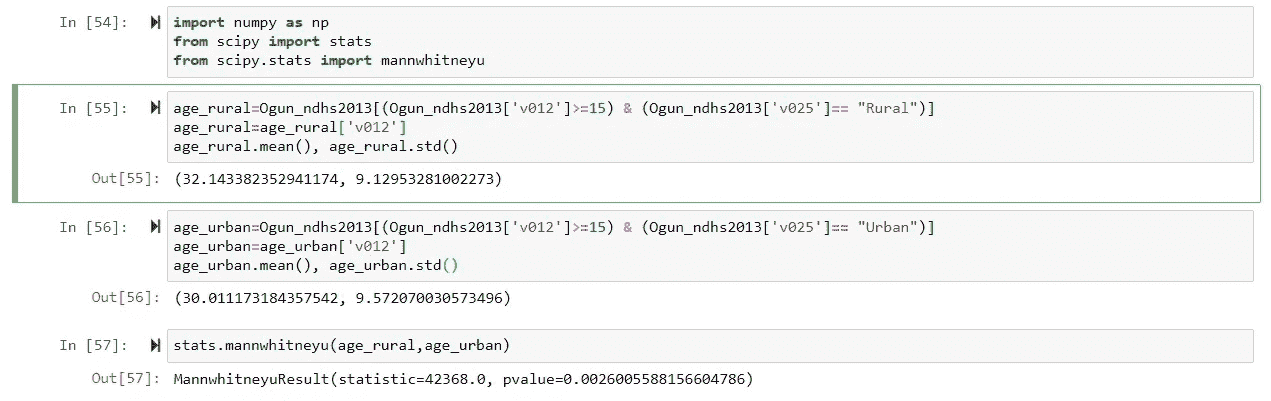 In [54]:
import numpy as np
from scipy import stats
from scipy.stats import mannwhitneyu
In [55]:
age_rural=Ogun_ndhs2013[(Ogun_ndhs2013['v012']>=15) & (Ogun_ndhs2013['v025']== "Rural")]
age_rural=age_rural['v012']
age_rural.mean(), age_rural.std()
Out[55]: (32.143382352941174, 9.12953281002273)
In [56]:
age_urban=Ogun_ndhs2013[(Ogun_ndhs2013['v012']>=15) & (Ogun_ndhs2013['v025']== "Urban")]
age_urban=age_urban['v012']
age_urban.mean(), age_urban.std()
Out[56]: (30.011173184357542, 9.572070030573496)
In [57]:
stats.mannwhitneyu(age_rural,age_urban)
Out[57]: MannwhitneyuResult(statistic=42368.0, pvalue=0.0026005588156604786)